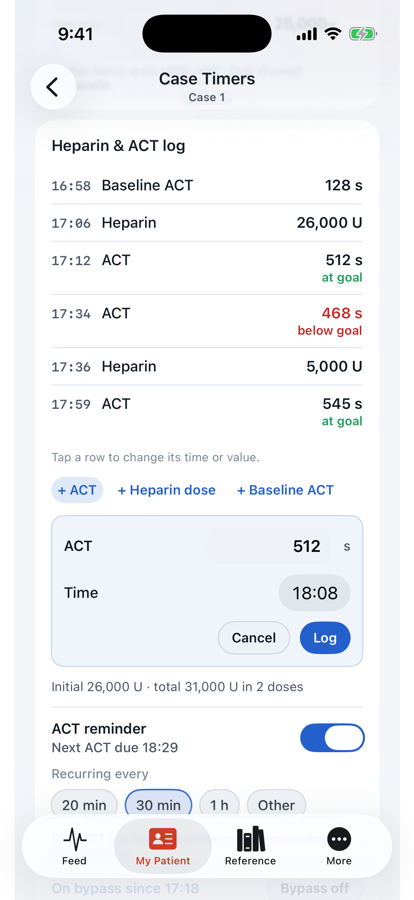 9:41
Case Timers
Case 1
Heparin & ACT log
16:58 Baseline ACT 128 s
17:06 Heparin 26,000 U
17:12 ACT 512 s
at goal
17:34 ACT 468 s
below goal
17:36 Heparin 5,000 U
17:59 ACT 545 s
at goal
Tap a row to change its time or value.
+ ACT + Heparin dose + Baseline ACT
ACT 512 s
Time 18:08
Cancel Log
Initial 26,000 U · total 31,000 U in 2 doses
ACT reminder
Next ACT due 18:29
Recurring every
20 min 30 min 1 h Other
Feed My Patient Reference More
On bypass since 17:18 Bypass off